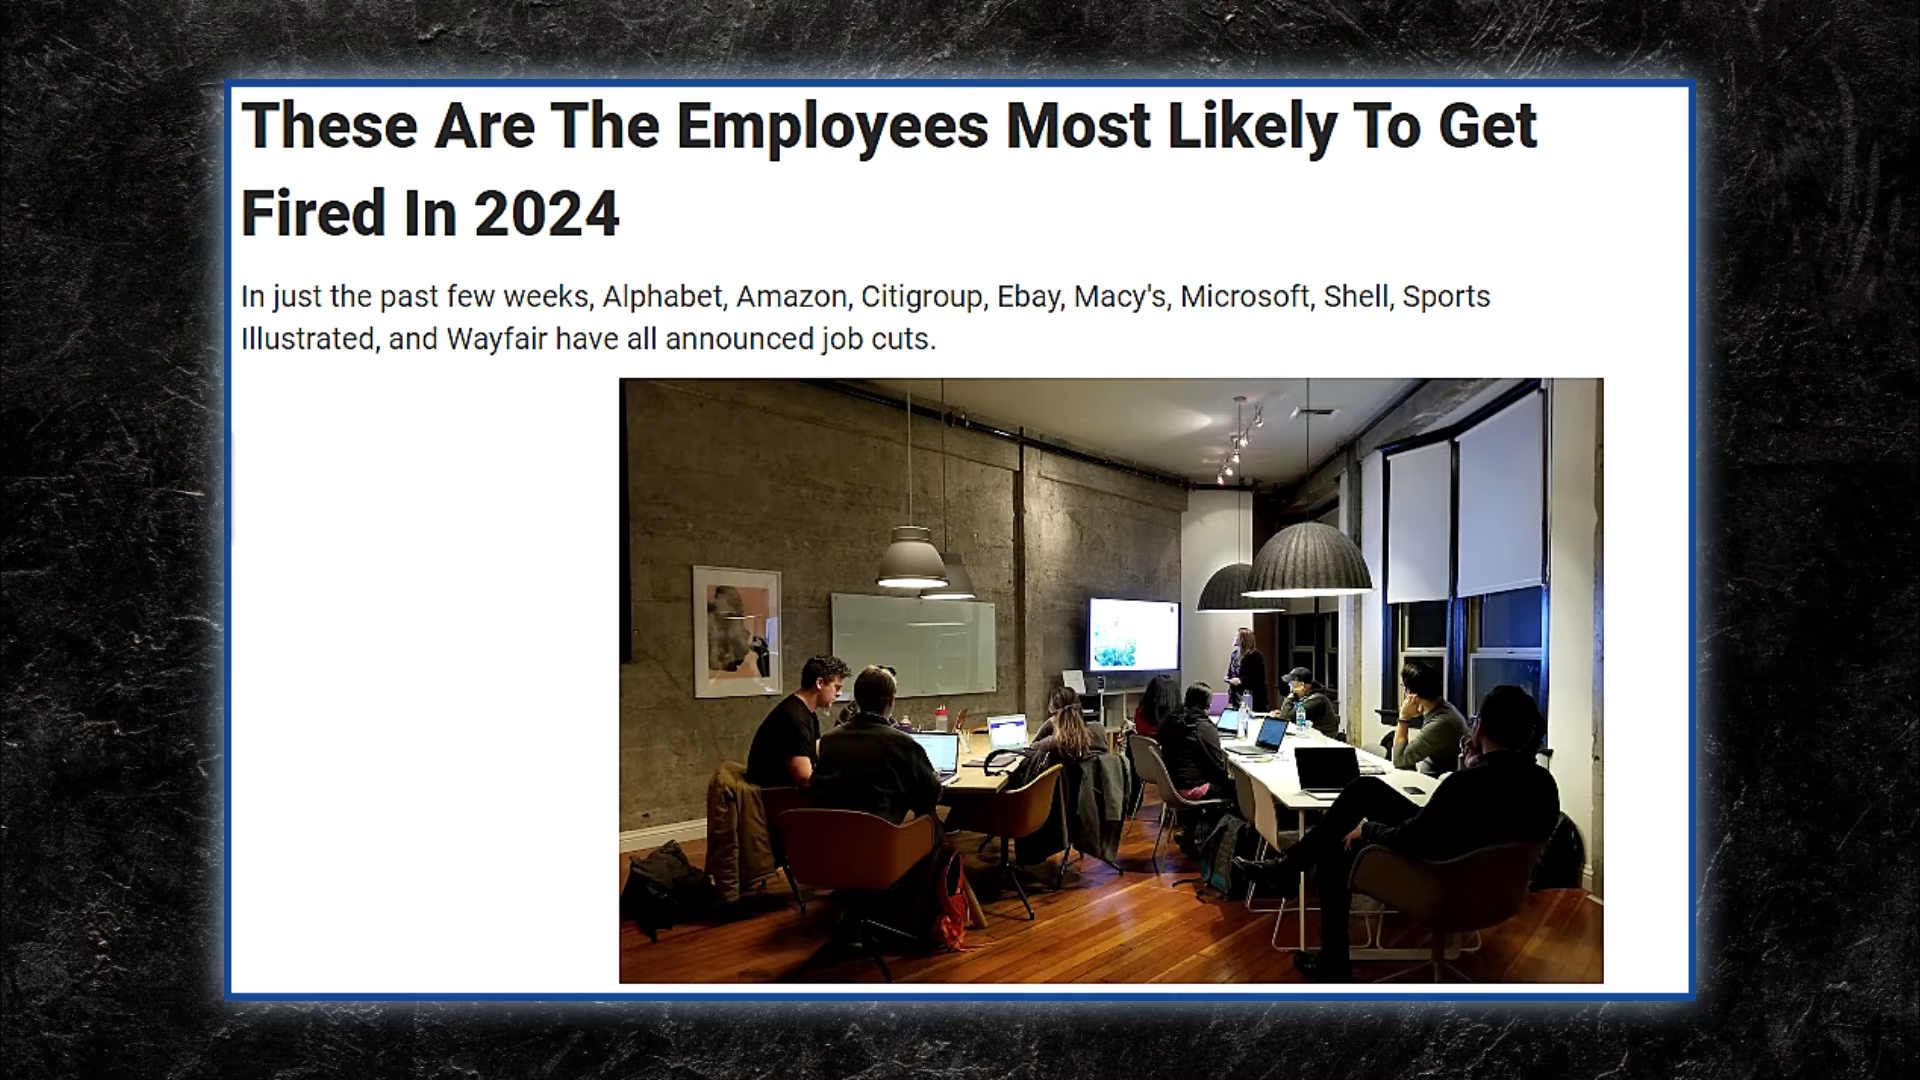 These Are The Employees Most Likely To Get
Fired In 2024
In just the past few weeks, Alphabet, Amazon, Citigroup, Ebay, Macy's, Microsoft, Shell, Sports
Illustrated, and Wayfair have all announced job cuts.